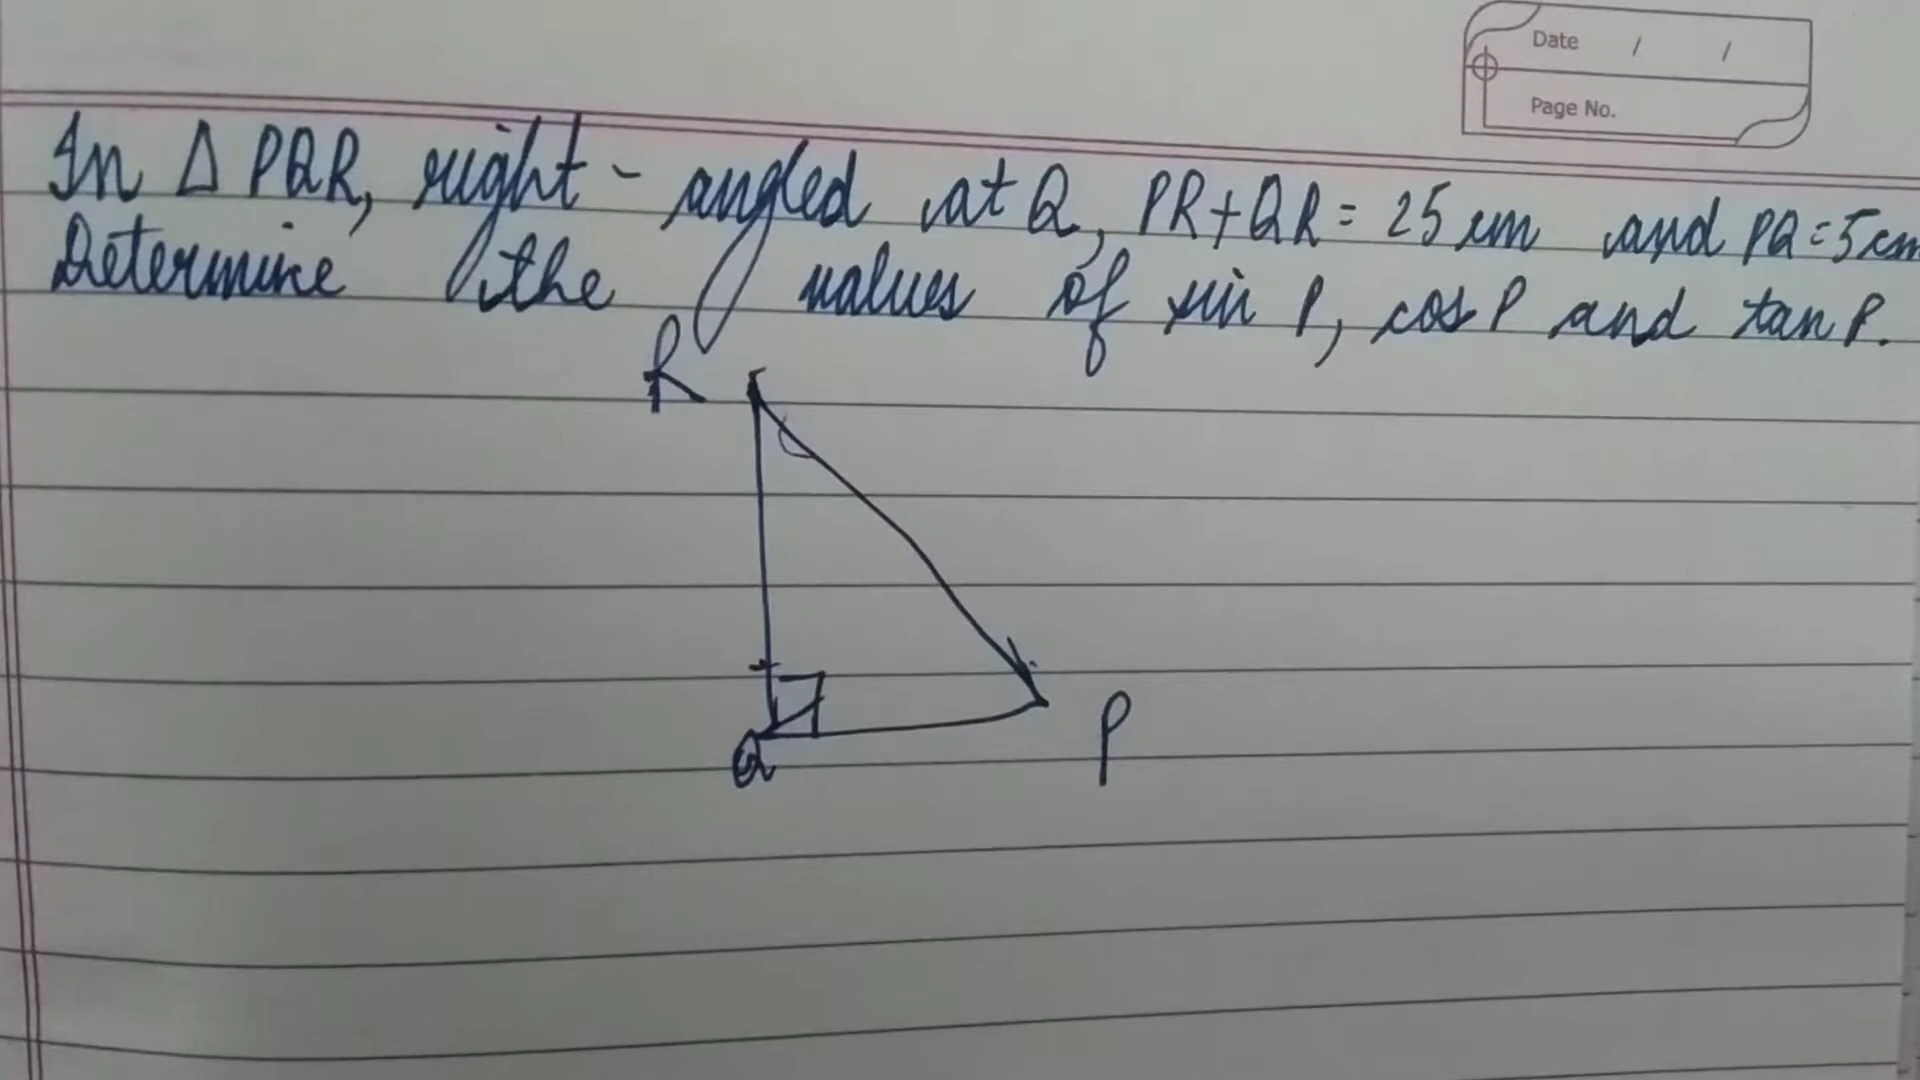 Date / /
Page No.
In Δ PQR, right - angled at Q, PR+QR = 25 cm and PQ = 5 cm
Determine the values of sin P, cos P and tan P.
R
Q
P